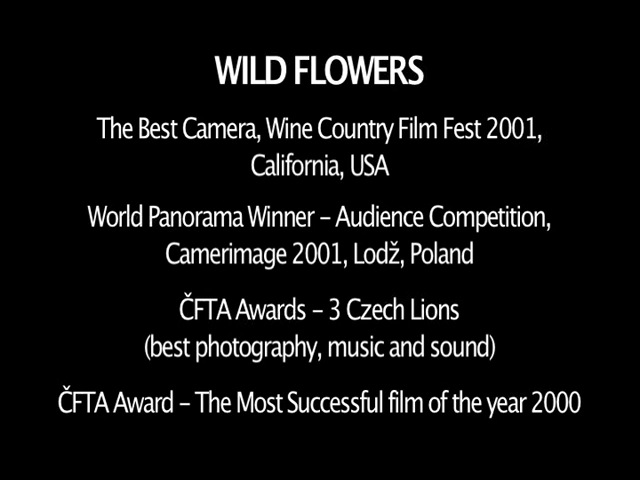 WILD FLOWERS
The Best Camera, Wine Country Film Fest 2001,
California, USA
World Panorama Winner – Audience Competition,
Camerimage 2001, Lodž, Poland
ČFTA Awards – 3 Czech Lions
(best photography, music and sound)
ČFTA Award – The Most Successful film of the year 2000